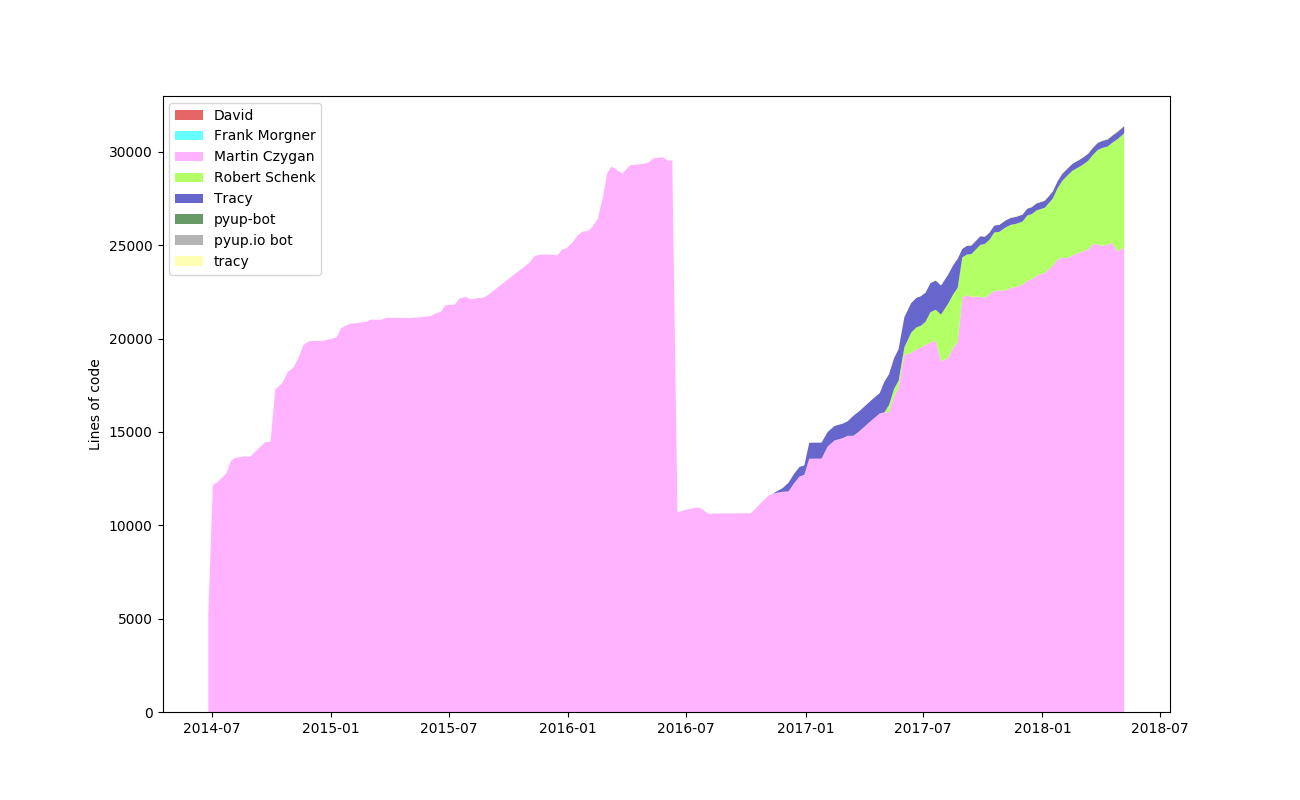 David
Frank Morgner
Martin Czygan
Robert Schenk
Tracy
pyup-bot
pyup.io bot
tracy
30000
25000
20000
15000
10000
5000
0
Lines of code
2014-07 2015-01 2015-07 2016-01 2016-07 2017-01 2017-07 2018-01 2018-07